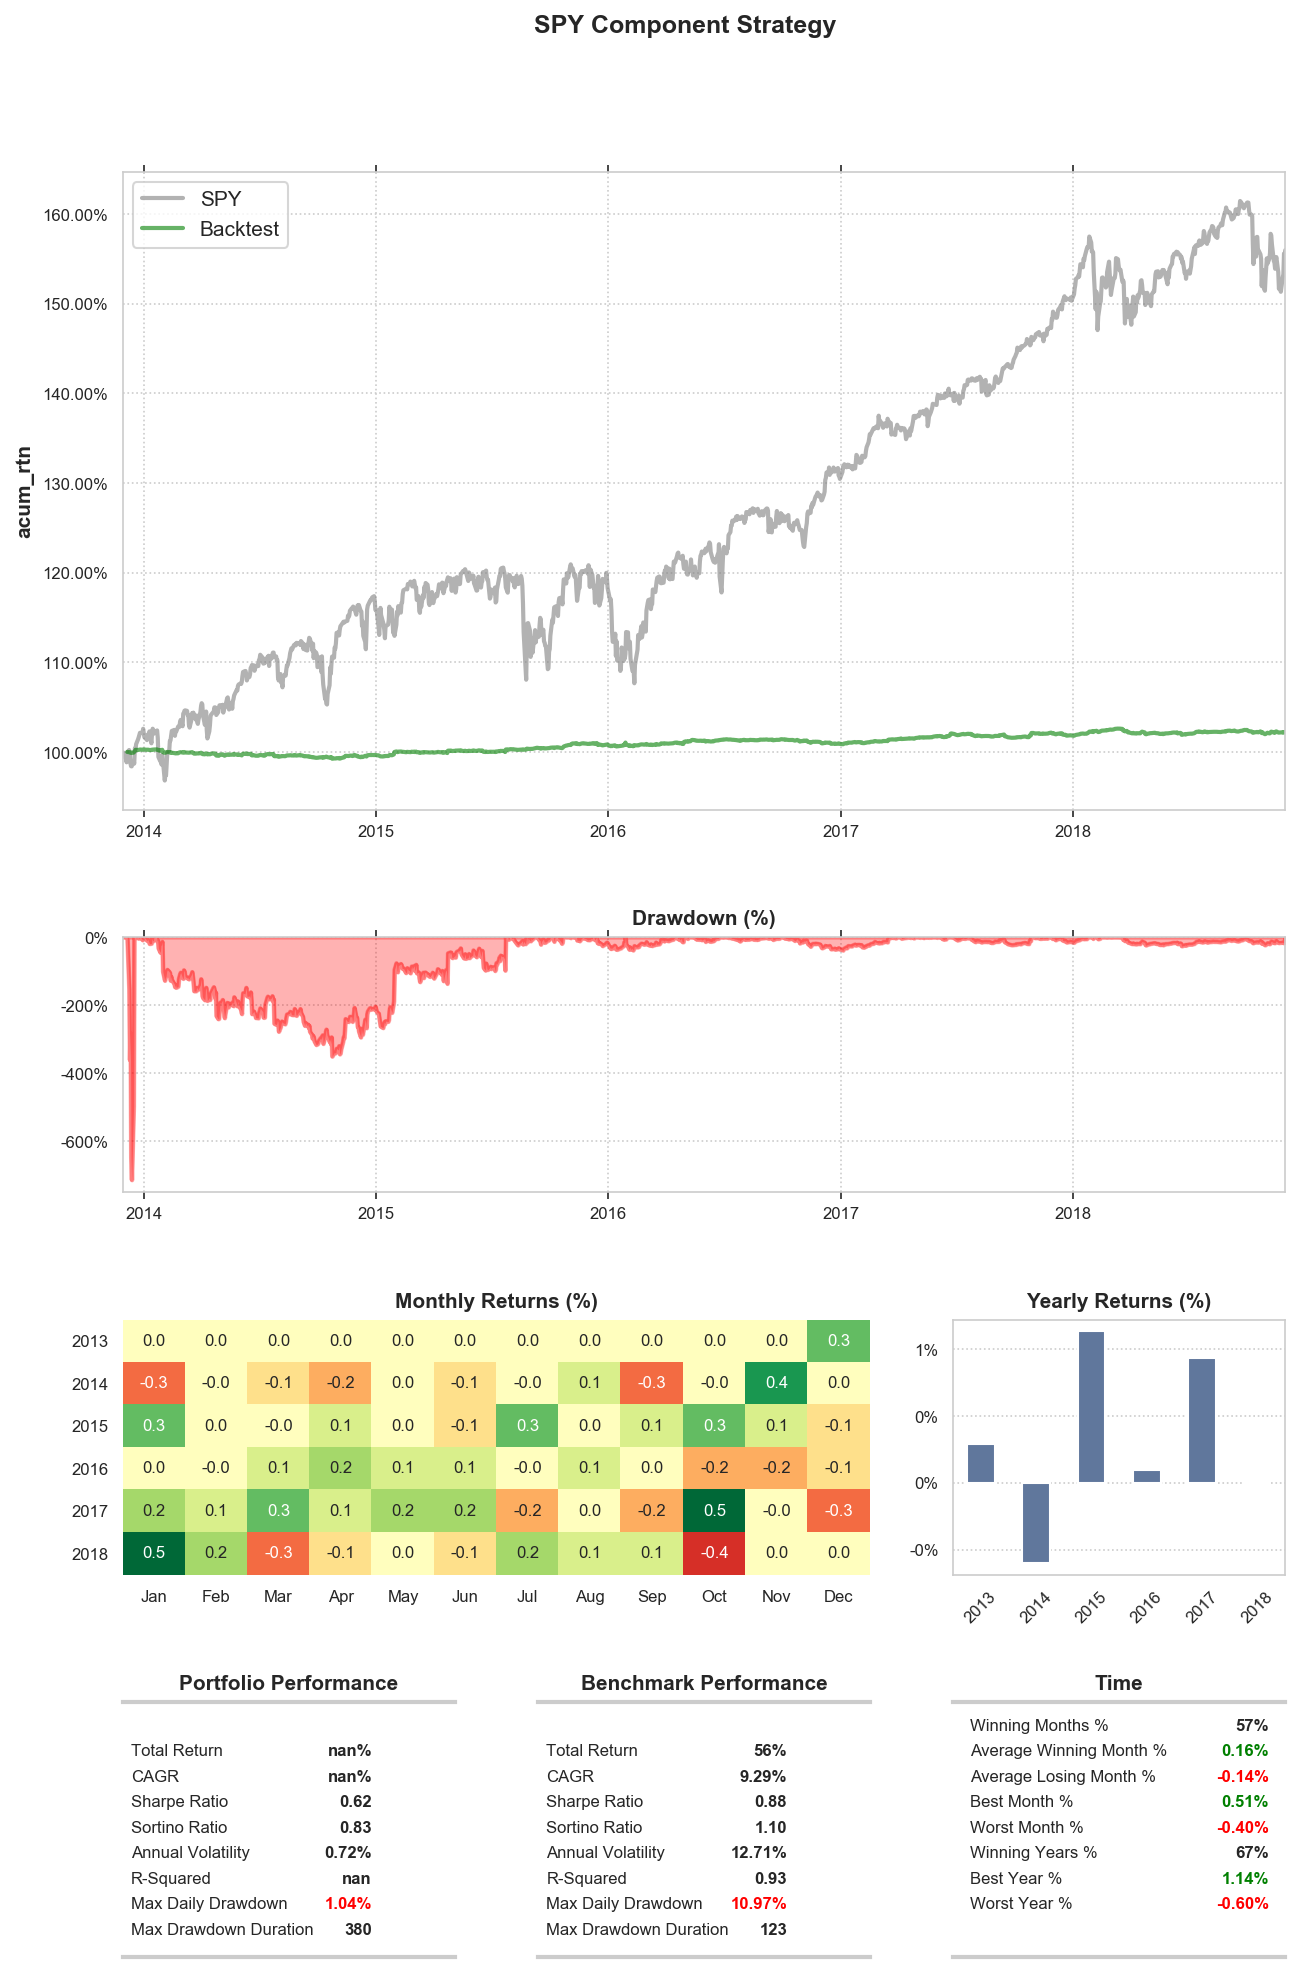 SPY Component Strategy
SPY
Backtest
160.00%
150.00%
140.00%
130.00%
120.00%
110.00%
100.00%
acum_rtn
2014 2015 2016 2017 2018
Drawdown (%)
0%
-200%
-400%
-600%
2014 2015 2016 2017 2018
Monthly Returns (%)
2013 0.0 0.0 0.0 0.0 0.0 0.0 0.0 0.0 0.0 0.0 0.0 0.3
2014 -0.3 -0.0 -0.1 -0.2 0.0 -0.1 -0.0 0.1 -0.3 -0.0 0.4 0.0
2015 0.3 0.0 -0.0 0.1 0.0 -0.1 0.3 0.0 0.1 0.3 0.1 -0.1
2016 0.0 -0.0 0.1 0.2 0.1 0.1 -0.0 0.1 0.0 -0.2 -0.2 -0.1
2017 0.2 0.1 0.3 0.1 0.2 0.2 -0.2 0.0 -0.2 0.5 -0.0 -0.3
2018 0.5 0.2 -0.3 -0.1 0.0 -0.1 0.2 0.1 0.1 -0.4 0.0 0.0
Jan Feb Mar Apr May Jun Jul Aug Sep Oct Nov Dec
Yearly Returns (%)
1%
0%
0%
-0%
2013 2014 2015 2016 2017 2018
Portfolio Performance
Total Return nan%
CAGR nan%
Sharpe Ratio 0.62
Sortino Ratio 0.83
Annual Volatility 0.72%
R-Squared nan
Max Daily Drawdown 1.04%
Max Drawdown Duration 380
Benchmark Performance
Total Return 56%
CAGR 9.29%
Sharpe Ratio 0.88
Sortino Ratio 1.10
Annual Volatility 12.71%
R-Squared 0.93
Max Daily Drawdown 10.97%
Max Drawdown Duration 123
Time
Winning Months % 57%
Average Winning Month % 0.16%
Average Losing Month % -0.14%
Best Month % 0.51%
Worst Month % -0.40%
Winning Years % 67%
Best Year % 1.14%
Worst Year % -0.60%